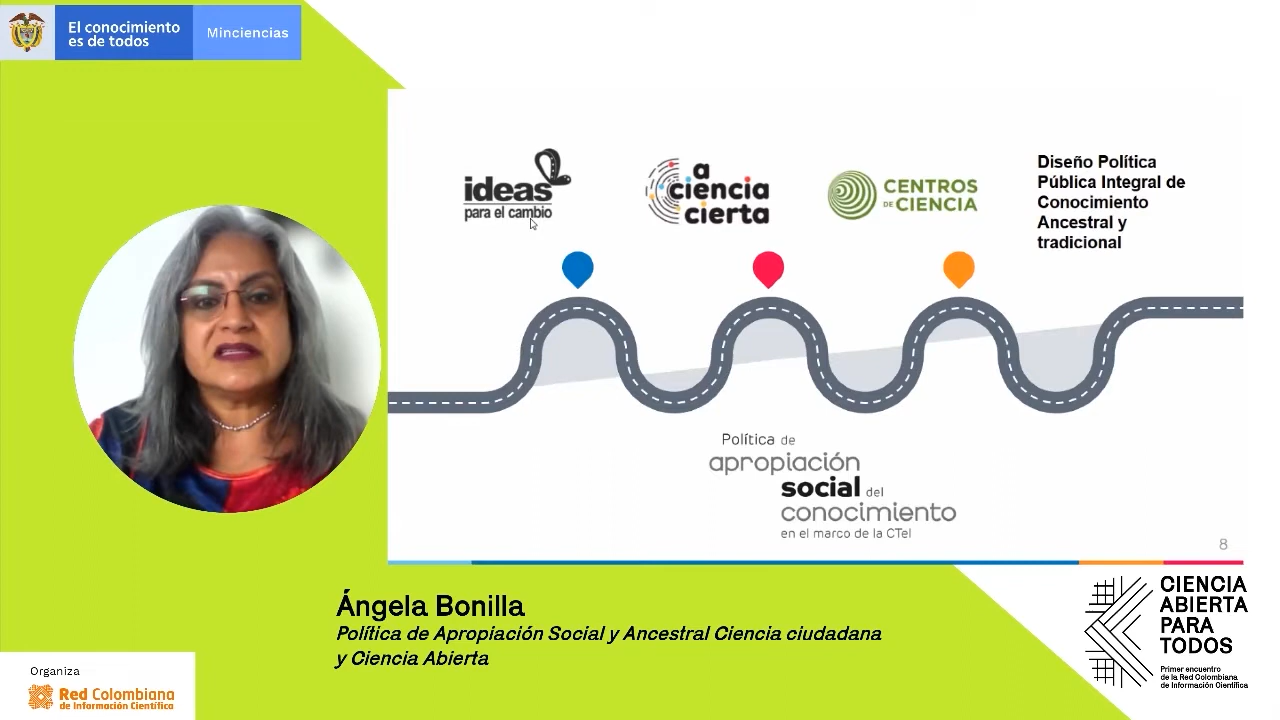 El conocimiento
es de todos
Minciencias
ideas
para el cambio
a
ciencia
cierta
CENTROS
DE CIENCIA
Diseño Política
Pública Integral de
Conocimiento
Ancestral y
tradicional
Política de
apropiación
social del
conocimiento
en el marco de la CTeI
8
Ángela Bonilla
Política de Apropiación Social y Ancestral Ciencia ciudadana
y Ciencia Abierta
Organiza
Red Colombiana
de Información Científica
CIENCIA
ABIERTA
PARA
TODOS
Primer encuentro
de la Red Colombiana
de Información Científica